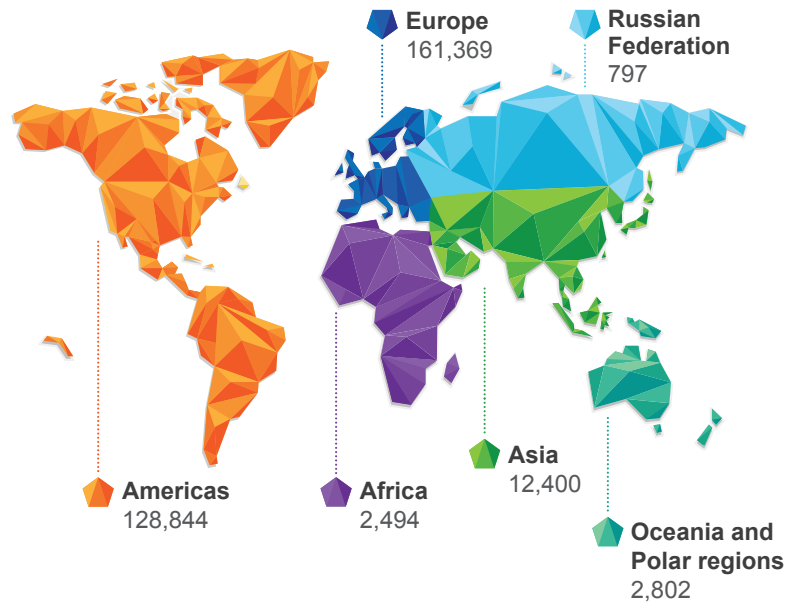 Europe
161,369
Russian
Federation
797
Americas
128,844
Africa
2,494
Asia
12,400
Oceania and
Polar regions
2,802